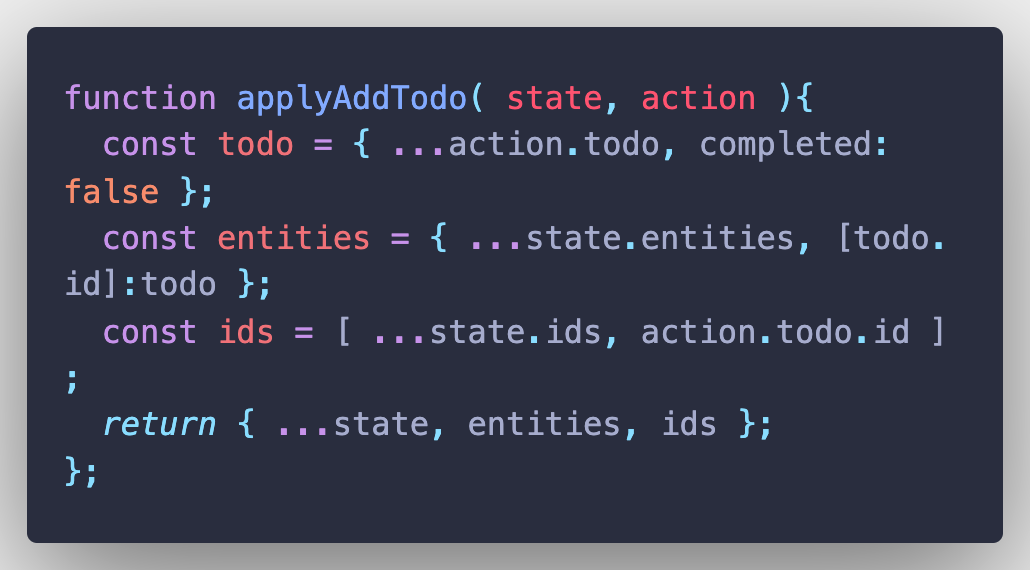 function applyAddTodo( state, action ){
  const todo = { ...action.todo, completed:
false };
  const entities = { ...state.entities, [todo.
id]:todo };
  const ids = [ ...state.ids, action.todo.id ]
;
  return { ...state, entities, ids };
};